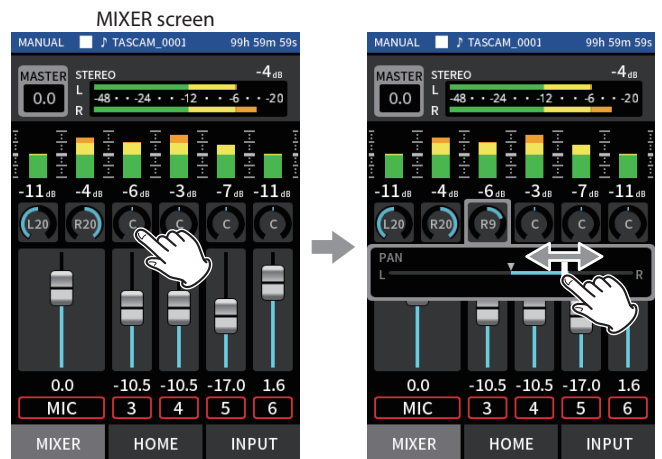 MIXER screen
MANUAL ♪ TASCAM_0001 99h 59m 59s
MASTER STEREO -4dB
0.0 L
-48 · · -24 · · -12 · · -6 · · -20
R
-11dB -4dB -6dB -3dB -7dB -11dB
L20 R20 C C C
0.0 -10.5 -10.5 -17.0 1.6
MIC 3 4 5 6
MIXER HOME INPUT
MANUAL ♪ TASCAM_0001 99h 59m 59s
MASTER STEREO -4dB
0.0 L
-48 · · -24 · · -12 · · -6 · · -20
R
-11dB -4dB -6dB -3dB -7dB -11dB
L20 R20 R9 C C C
PAN
L R
0.0 -10.5 -10.5 -17.0 1.6
MIC 3 4 5 6
MIXER HOME INPUT